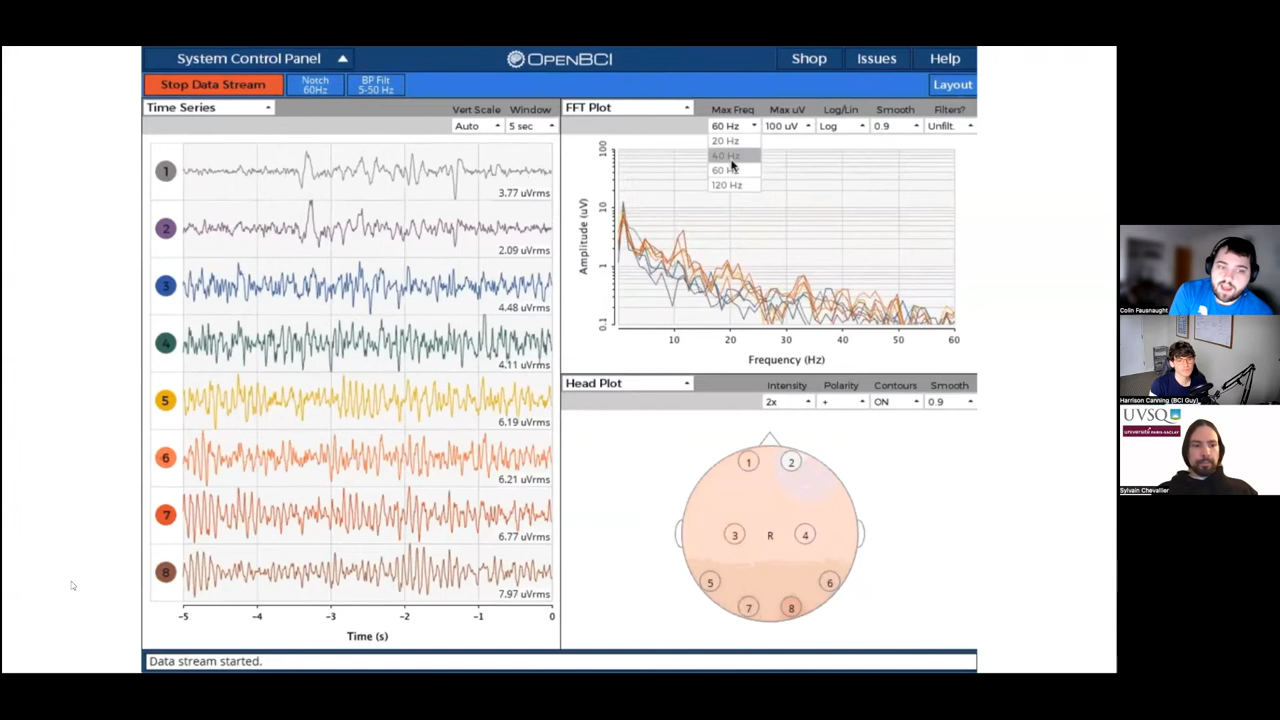 System Control Panel
OPENBCI
Shop Issues Help
Stop Data Stream
Notch
60Hz
BP Filt
5-50 Hz
Layout
Time Series
Vert Scale Window
Auto 5 sec
1
3.77 uVrms
2
2.09 uVrms
3
4.48 uVrms
4
4.11 uVrms
5
6.19 uVrms
6
6.21 uVrms
7
6.77 uVrms
8
7.97 uVrms
-5 -4 -3 -2 -1 0
Time (s)
FFT Plot
Max Freq Max uV Log/Lin Smooth Filters?
60 Hz 100 uV Log 0.9 Unfilt.
20 Hz
40 Hz
60 Hz
120 Hz
100
10
1
0.1
Amplitude (uV)
10 20 30 40 50 60
Frequency (Hz)
Head Plot
Intensity Polarity Contours Smooth
2x + ON 0.9
1 2
3 R 4
5 6
7 8
Data stream started.
Colin Fausnaught
Harrison Canning (BCI Guy)
UVSQ
université PARIS-SACLAY
Sylvain Chevallier